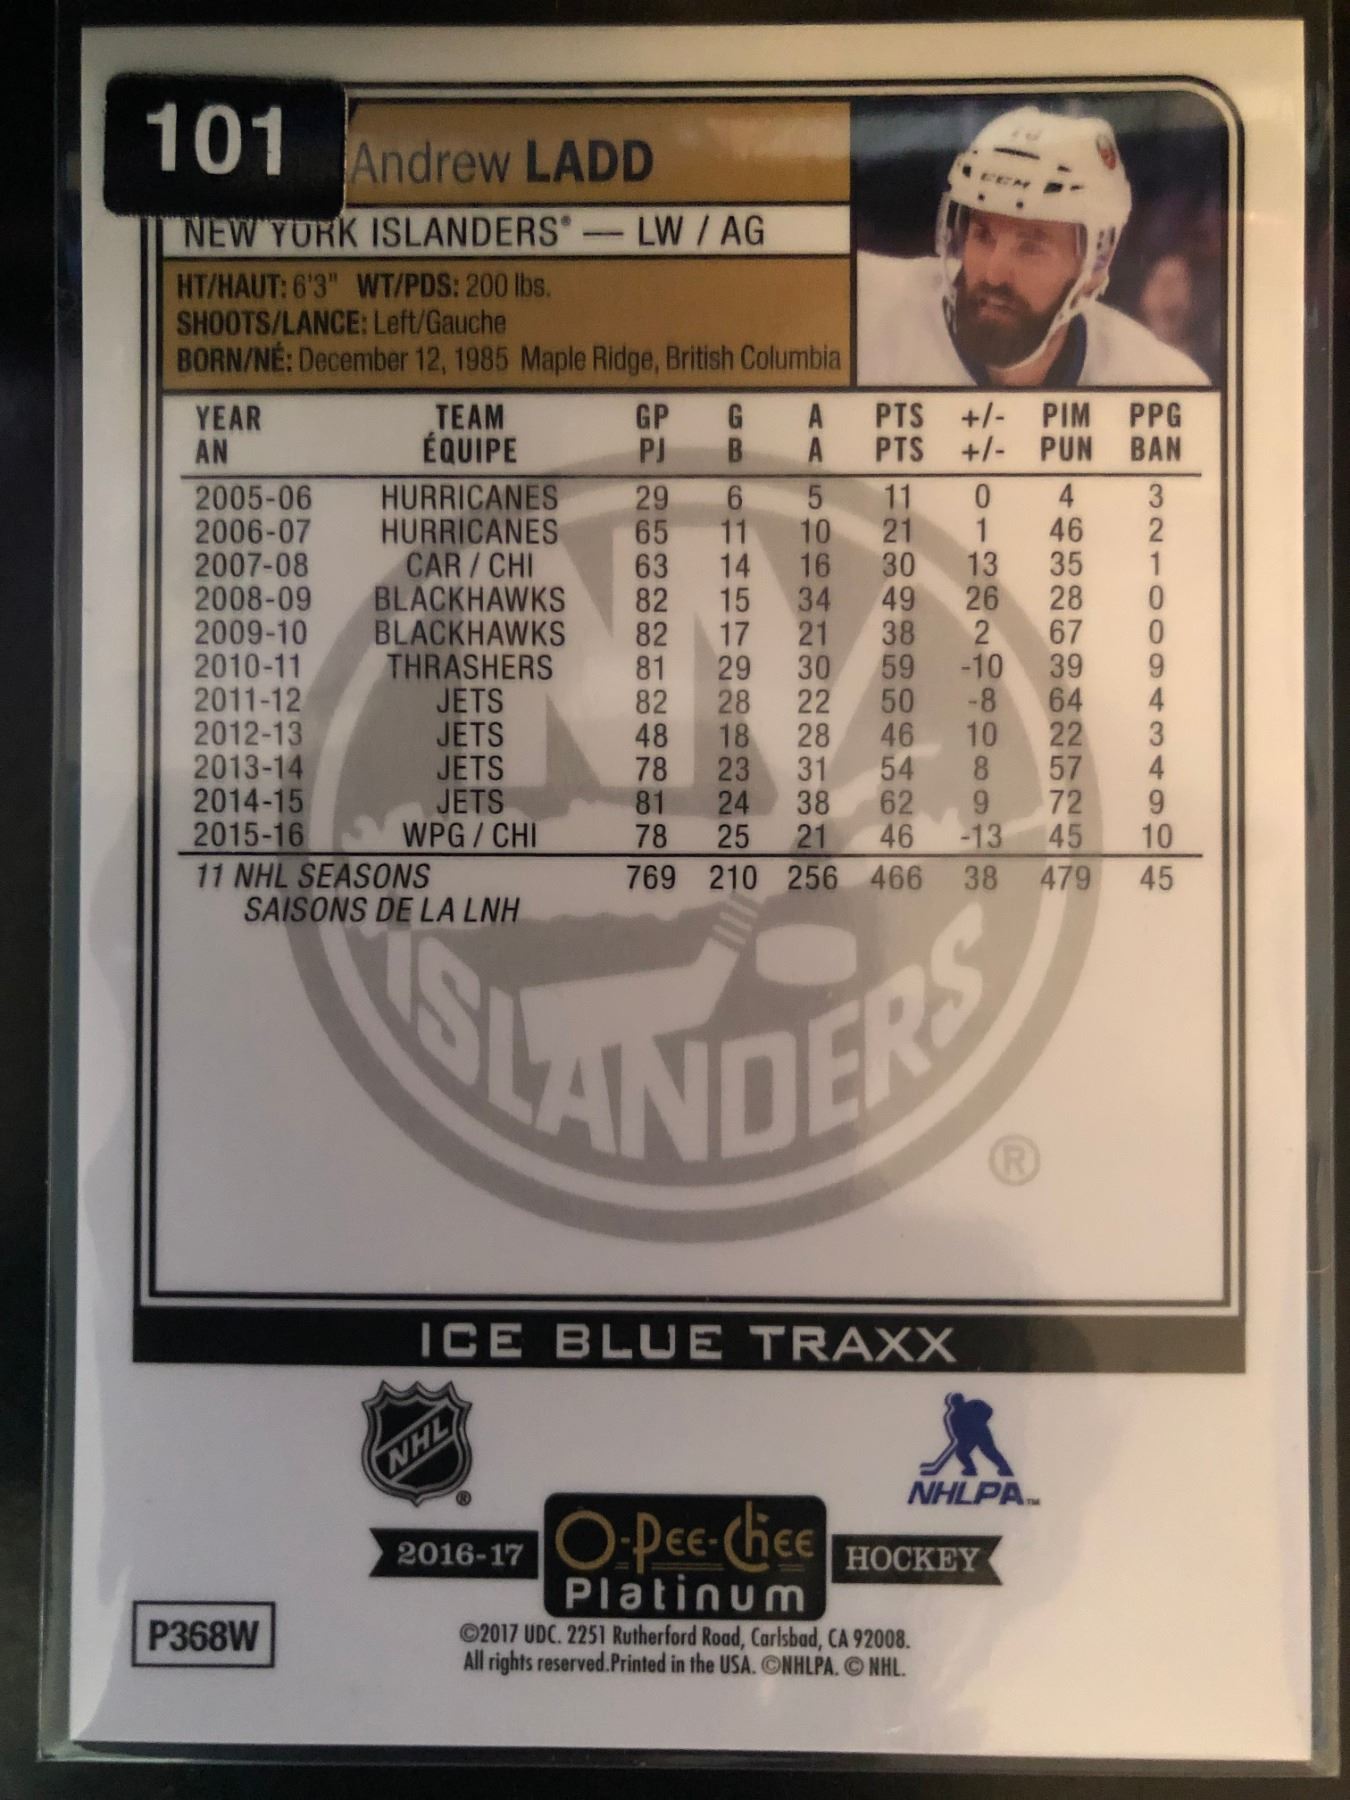 101
Andrew LADD
NEW YORK ISLANDERS® — LW / AG
HT/HAUT: 6'3" WT/PDS: 200 lbs.
SHOOTS/LANCE: Left/Gauche
BORN/NÉ: December 12, 1985 Maple Ridge, British Columbia
CCM
YEAR TEAM GP G A PTS +/- PIM PPG
AN ÉQUIPE PJ B A PTS +/- PUN BAN
2005-06 HURRICANES 29 6 5 11 0 4 3
2006-07 HURRICANES 65 11 10 21 1 46 2
2007-08 CAR / CHI 63 14 16 30 13 35 1
2008-09 BLACKHAWKS 82 15 34 49 26 28 0
2009-10 BLACKHAWKS 82 17 21 38 2 67 0
2010-11 THRASHERS 81 29 30 59 -10 39 9
2011-12 JETS 82 28 22 50 -8 64 4
2012-13 JETS 48 18 28 46 10 22 3
2013-14 JETS 78 23 31 54 8 57 4
2014-15 JETS 81 24 38 62 9 72 9
2015-16 WPG / CHI 78 25 21 46 -13 45 10
11 NHL SEASONS 769 210 256 466 38 479 45
SAISONS DE LA LNH
NY
ISLANDERS
®
ICE BLUE TRAXX
NHL ®
NHLPA™
2016-17 O-Pee-Chee HOCKEY
Platinum
P368W
©2017 UDC. 2251 Rutherford Road, Carlsbad, CA 92008.
All rights reserved.Printed in the USA. ©NHLPA. © NHL.